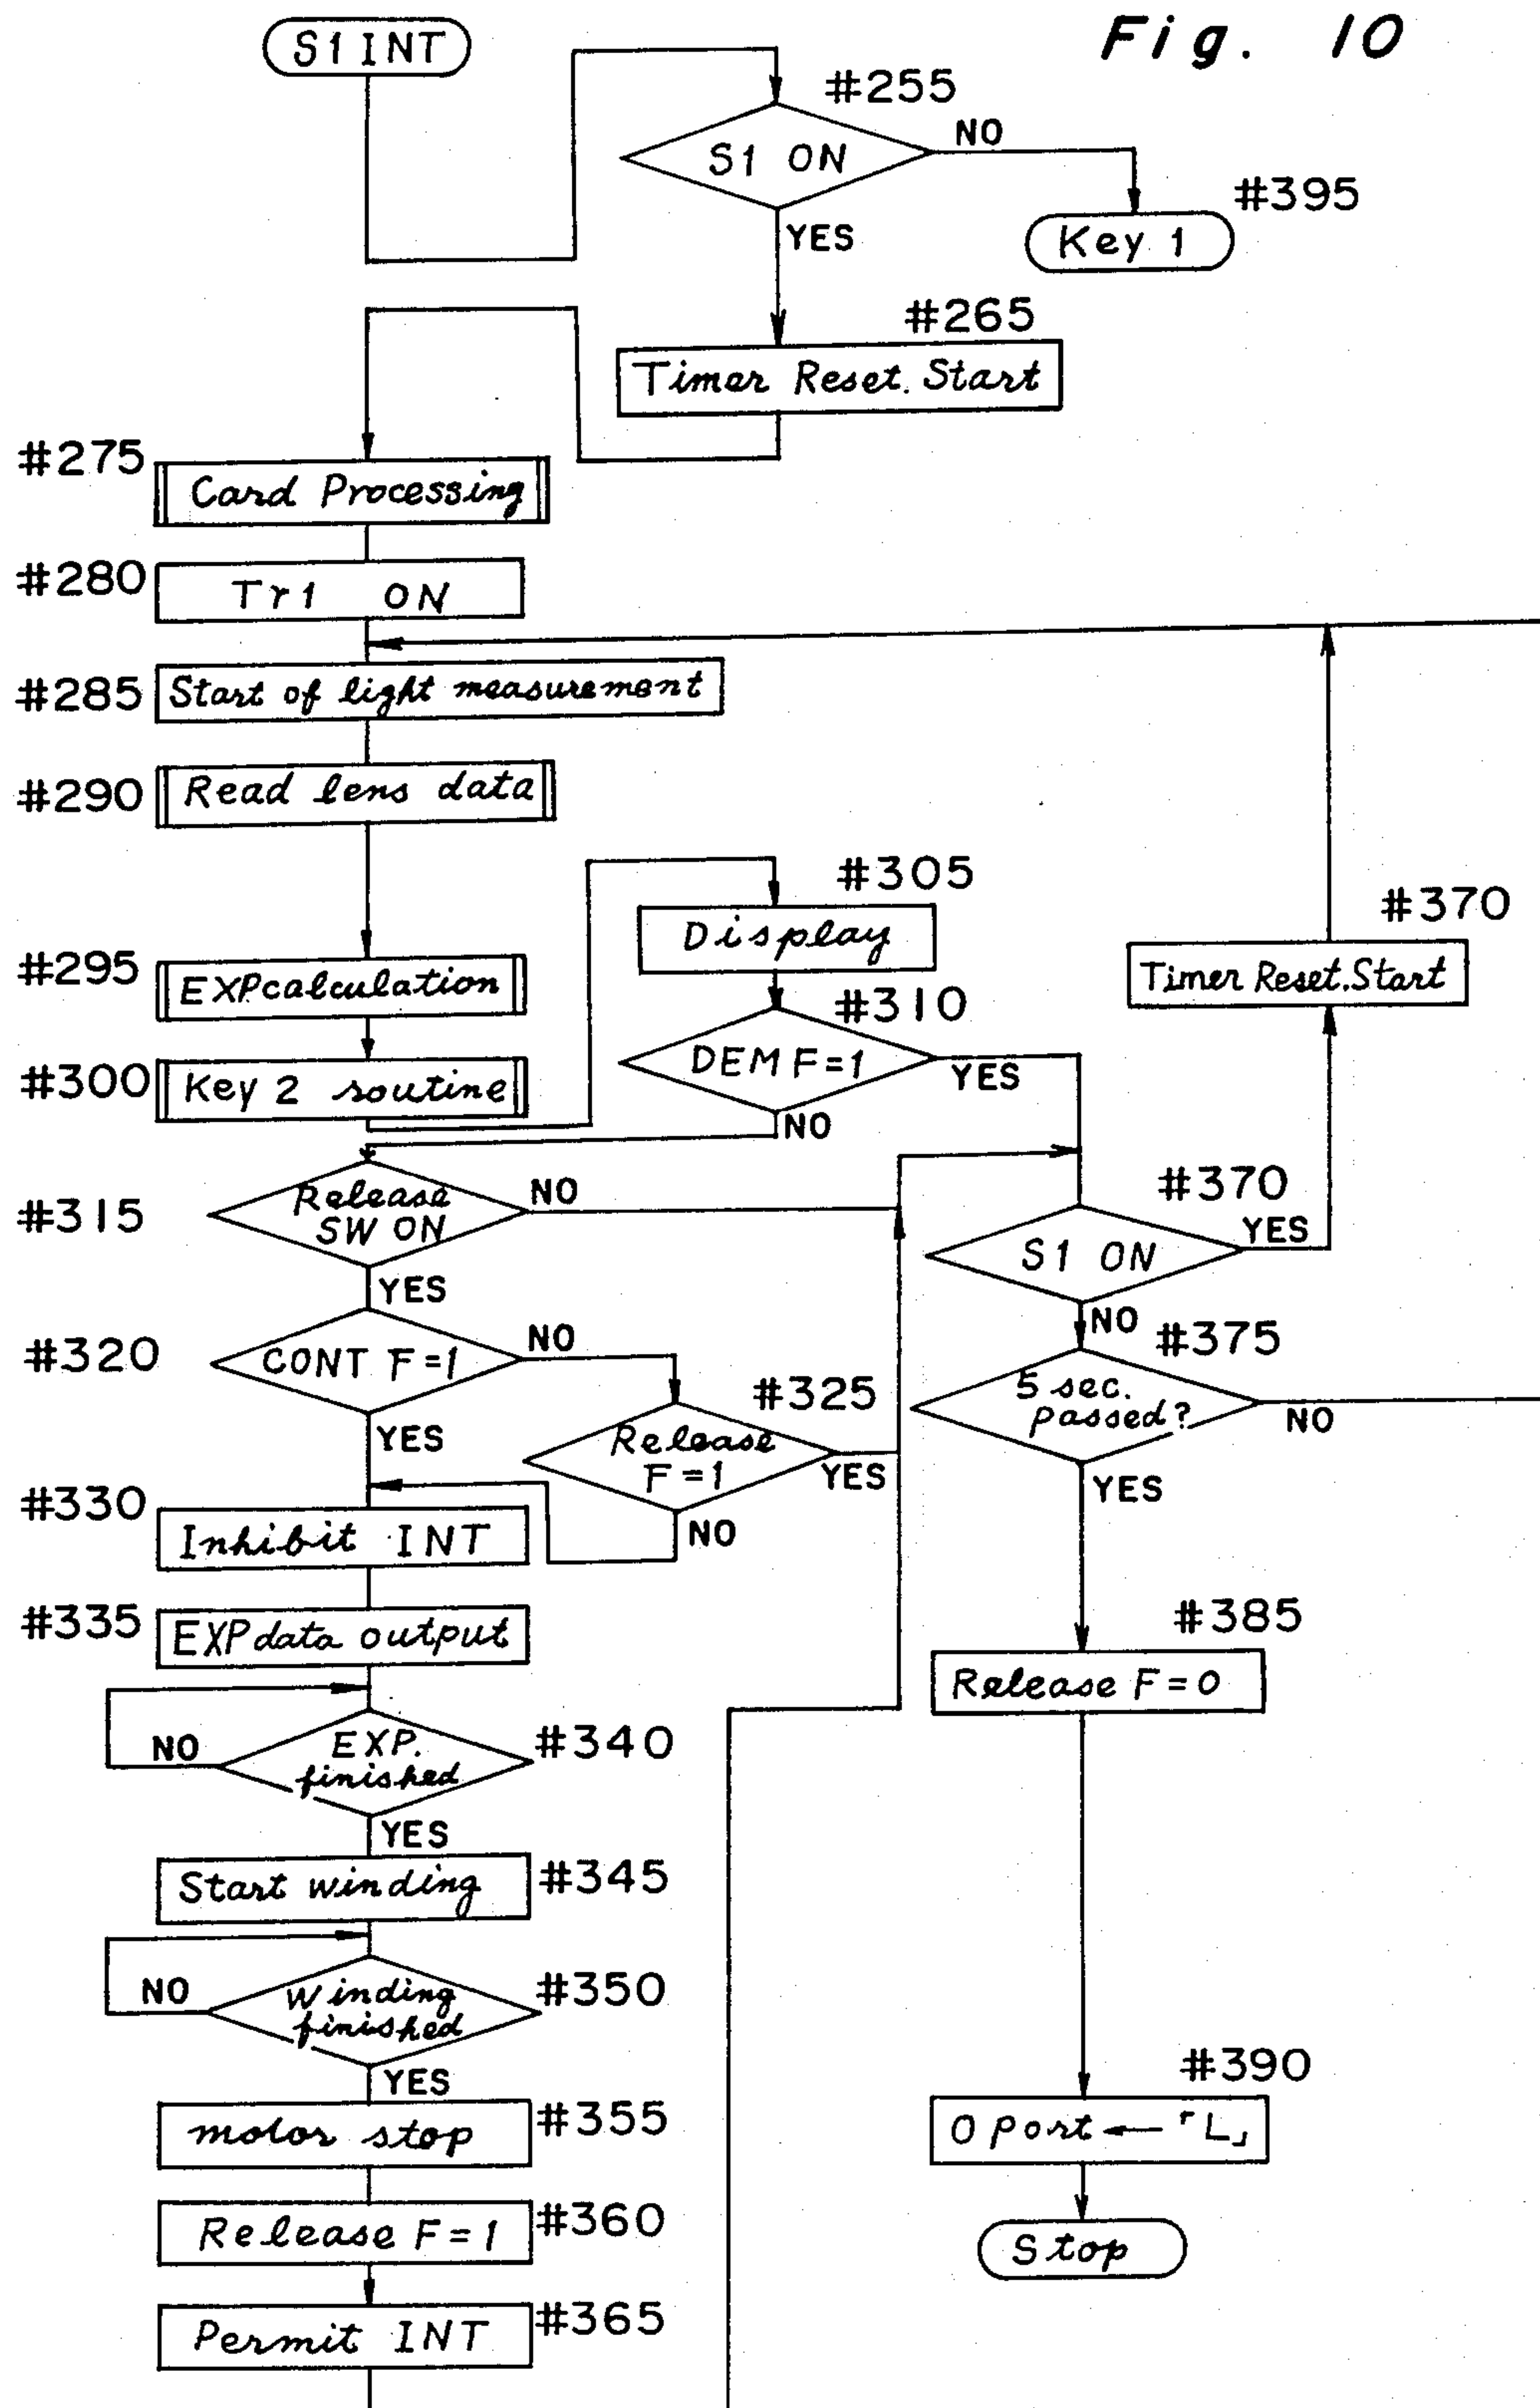 Fig. 10
S1 INT
#255
S1 ON
NO
YES
#395
Key 1
#265
Timer Reset. Start
#275
Card Processing
#280
Tr1 ON
#285
Start of light measurement
#290
Read lens data
#295
EXP calculation
#300
Key 2 routine
#305
Display
#310
DEM F=1
YES
NO
#370
Timer Reset. Start
#315
Release
SW ON
NO
YES
#370
S1 ON
YES
NO
#320
CONT F=1
NO
YES
#325
Release
F=1
YES
NO
#375
5 sec.
passed?
NO
YES
#330
Inhibit INT
#335
EXP data output
#340
EXP.
finished
NO
YES
#345
Start winding
#350
Winding
finished
NO
YES
#355
motor stop
#360
Release F=1
#365
Permit INT
#385
Release F=0
#390
O port ← 「L」
Stop